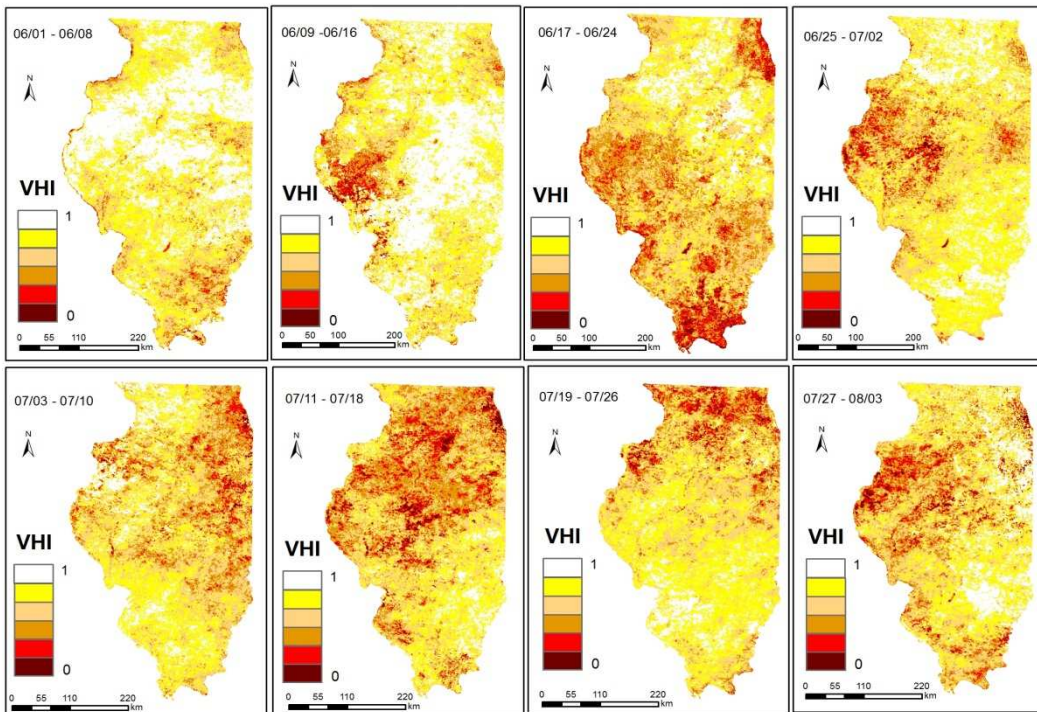 06/01 - 06/08
N
VHI
1
0
0 55 110 220
km
06/09 -06/16
N
VHI
1
0
0 50 100 200
km
06/17 - 06/24
N
VHI
1
0
0 50 100 200
km
06/25 - 07/02
N
VHI
1
0
0 50 100 200
km
07/03 - 07/10
N
VHI
1
0
0 55 110 220
km
07/11 - 07/18
N
VHI
1
0
0 55 110 220
km
07/19 - 07/26
N
VHI
1
0
0 55 110 220
km
07/27 - 08/03
N
VHI
1
0
0 55 110 220
km